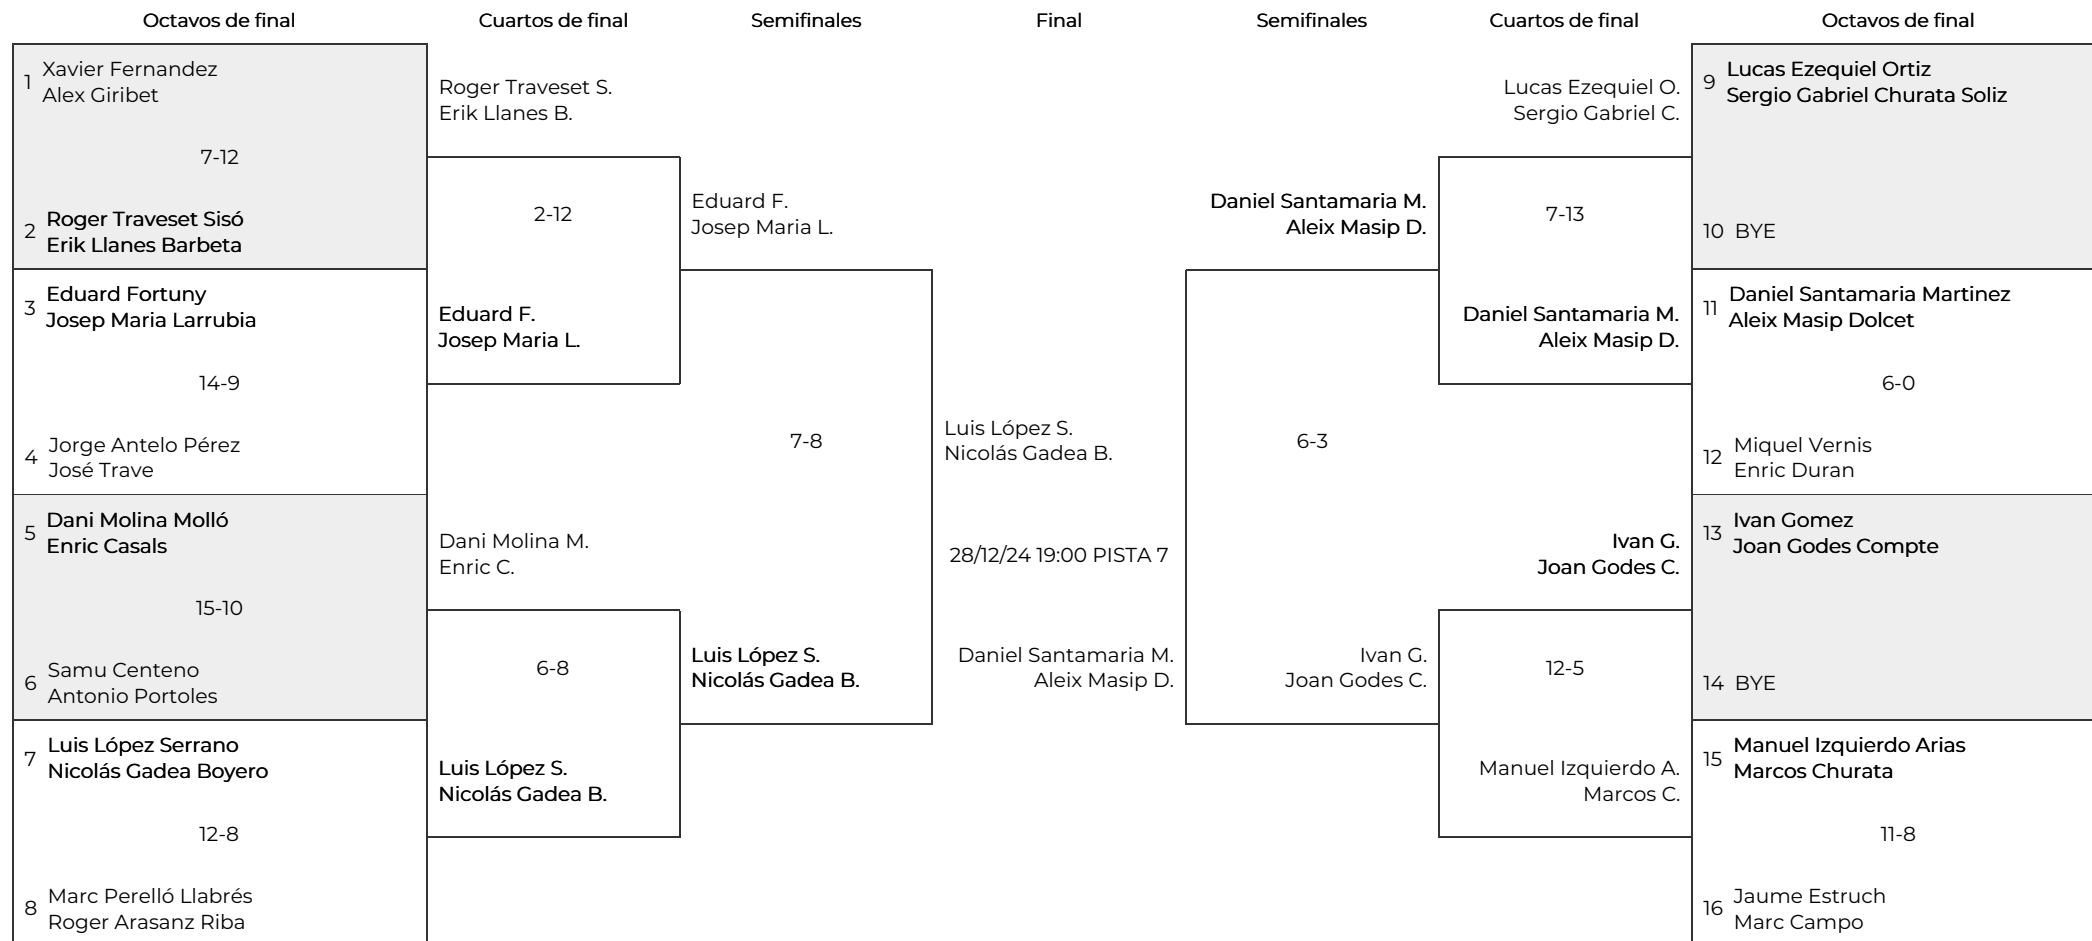 Octavos de final
Cuartos de final
Semifinales
Final
Semifinales
Cuartos de final
Octavos de final
1
Xavier Fernandez
Alex Giribet
7-12
2
Roger Traveset Sisó
Erik Llanes Barbeta
3
Eduard Fortuny
Josep Maria Larrubia
14-9
4
Jorge Antelo Pérez
José Trave
5
Dani Molina Molló
Enric Casals
15-10
6
Samu Centeno
Antonio Portoles
7
Luis López Serrano
Nicolás Gadea Boyero
12-8
8
Marc Perelló Llabrés
Roger Arasanz Riba
Roger Traveset S.
Erik Llanes B.
2-12
Eduard F.
Josep Maria L.
Dani Molina M.
Enric C.
6-8
Luis López S.
Nicolás Gadea B.
Eduard F.
Josep Maria L.
7-8
Luis López S.
Nicolás Gadea B.
Luis López S.
Nicolás Gadea B.
28/12/24 19:00 PISTA 7
Daniel Santamaria M.
Aleix Masip D.
Daniel Santamaria M.
Aleix Masip D.
6-3
Ivan G.
Joan Godes C.
Lucas Ezequiel O.
Sergio Gabriel C.
7-13
Daniel Santamaria M.
Aleix Masip D.
Ivan G.
Joan Godes C.
12-5
Manuel Izquierdo A.
Marcos C.
9
Lucas Ezequiel Ortiz
Sergio Gabriel Churata Soliz
10 BYE
11
Daniel Santamaria Martinez
Aleix Masip Dolcet
6-0
12
Miquel Vernis
Enric Duran
13
Ivan Gomez
Joan Godes Compte
14 BYE
15
Manuel Izquierdo Arias
Marcos Churata
11-8
16
Jaume Estruch
Marc Campo